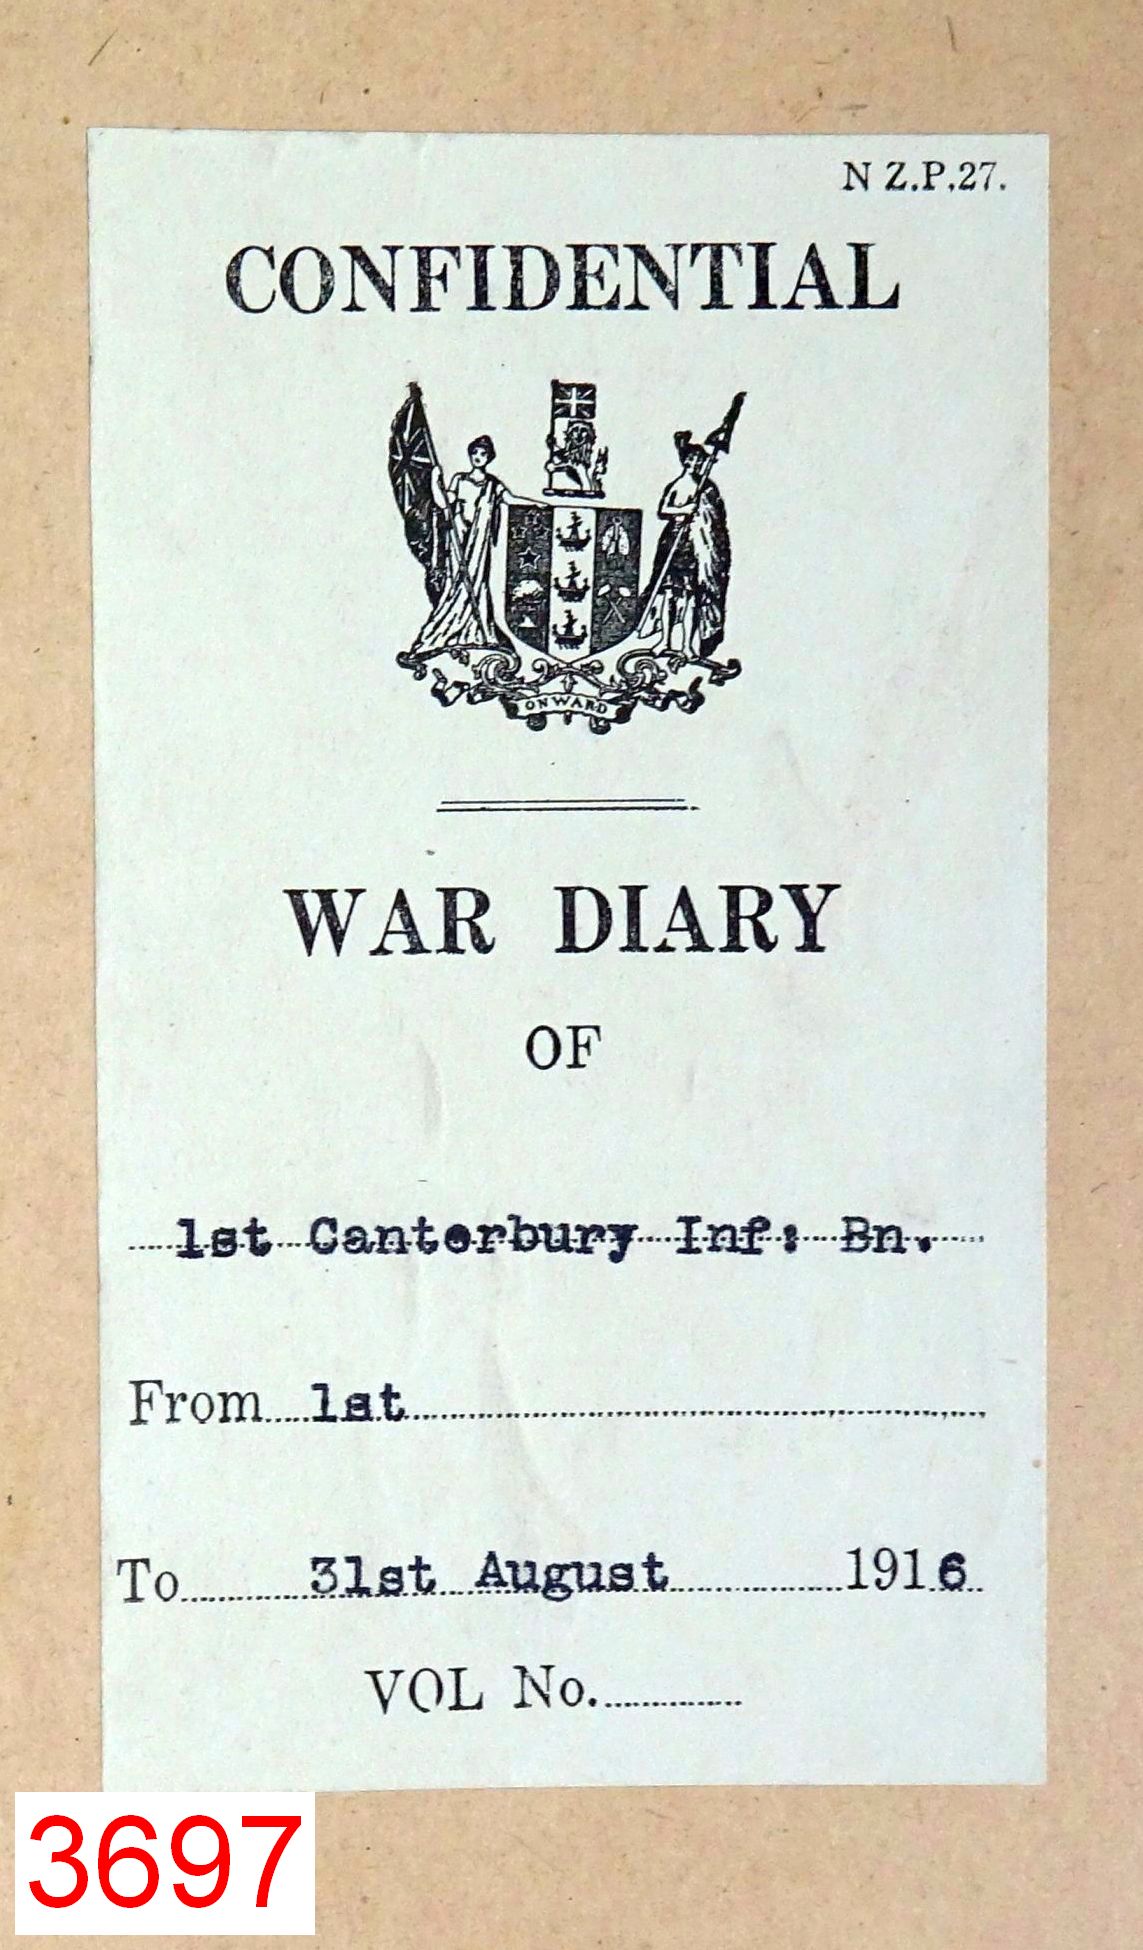 N Z.P.27.
CONFIDENTIAL
ONWARD
WAR DIARY
OF
1st Canterbury Inf: Bn.
From 1st
To 31st August 1916
VOL No.
3697